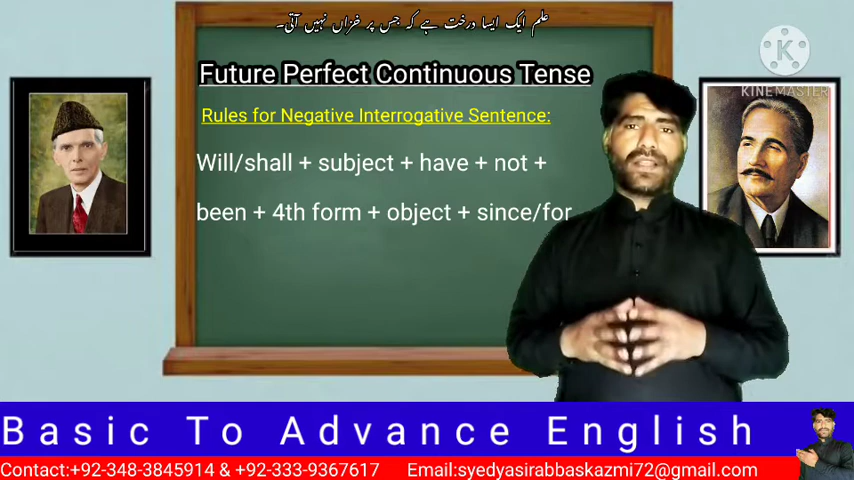 علم ایک ایسا درخت ہے کہ جس پر خزاں نہیں آتی۔
Future Perfect Continuous Tense
Rules for Negative Interrogative Sentence:
Will/shall + subject + have + not +
been + 4th form + object + since/for
K
KINEMASTER
Basic To Advance English
Contact:+92-348-3845914 & +92-333-9367617 Email:syedyasirabbaskazmi72@gmail.com